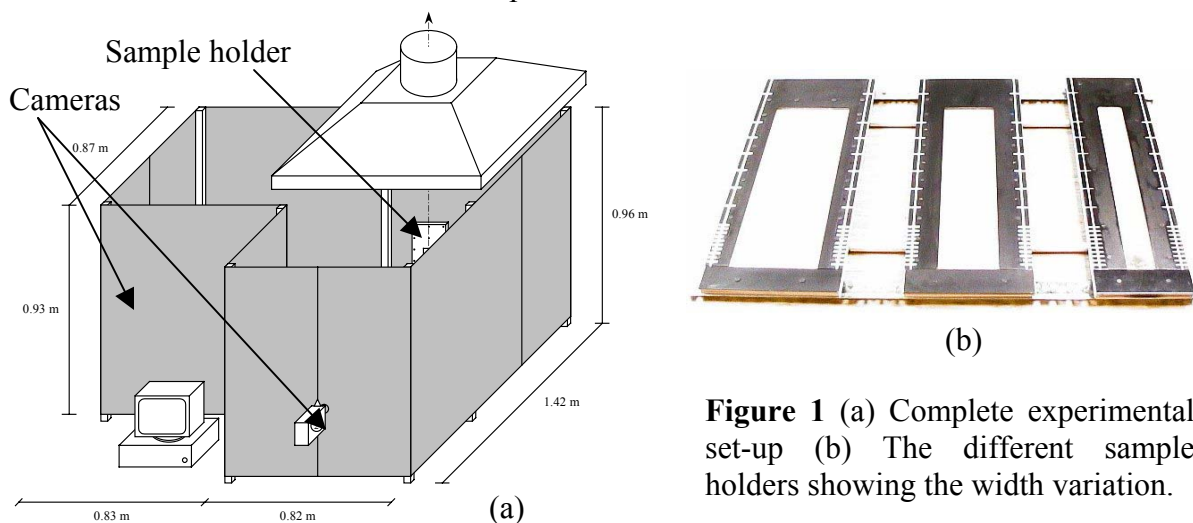 Sample holder
Cameras
0.87 m
0.96 m
0.93 m
1.42 m
0.83 m
0.82 m
(a)
(b)
Figure 1 (a) Complete experimental
set-up (b) The different sample
holders showing the width variation.